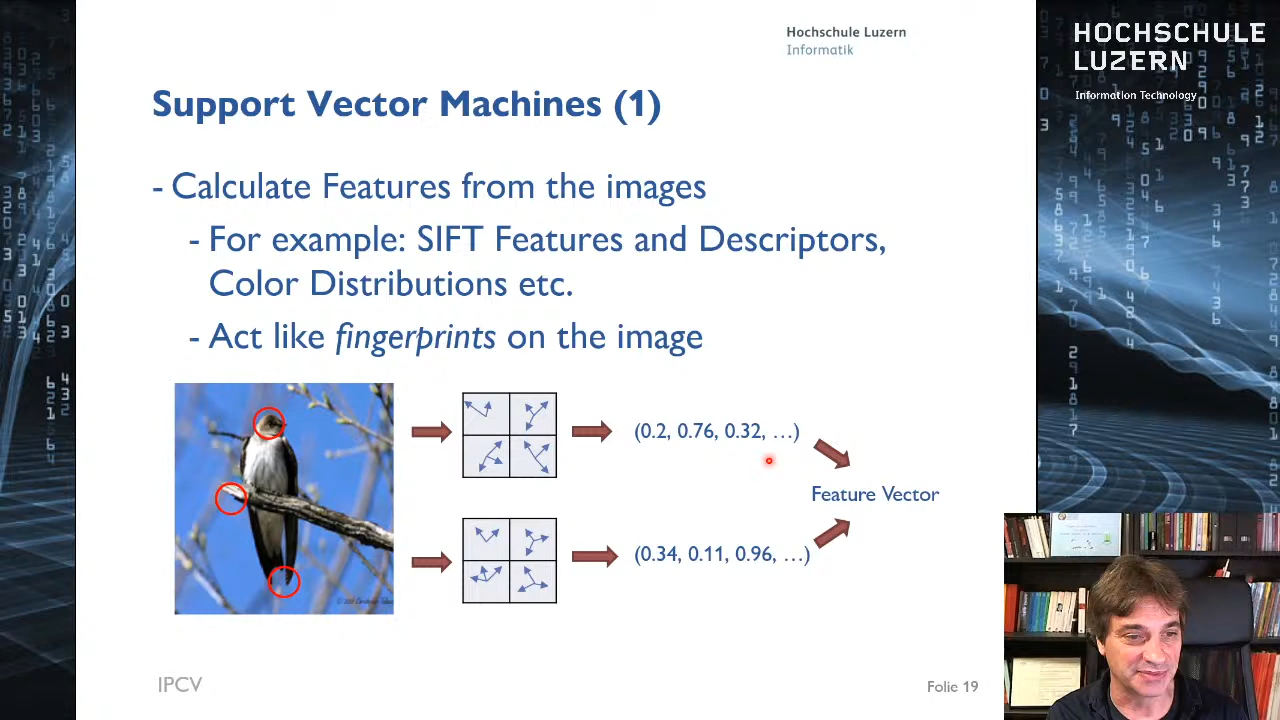 Hochschule Luzern
Informatik
HOCHSCHULE
LUZERN
Information Technology
Support Vector Machines (1)
- Calculate Features from the images
- For example: SIFT Features and Descriptors,
Color Distributions etc.
- Act like fingerprints on the image
(0.2, 0.76, 0.32, …)
Feature Vector
(0.34, 0.11, 0.96, …)
IPCV
Folie 19